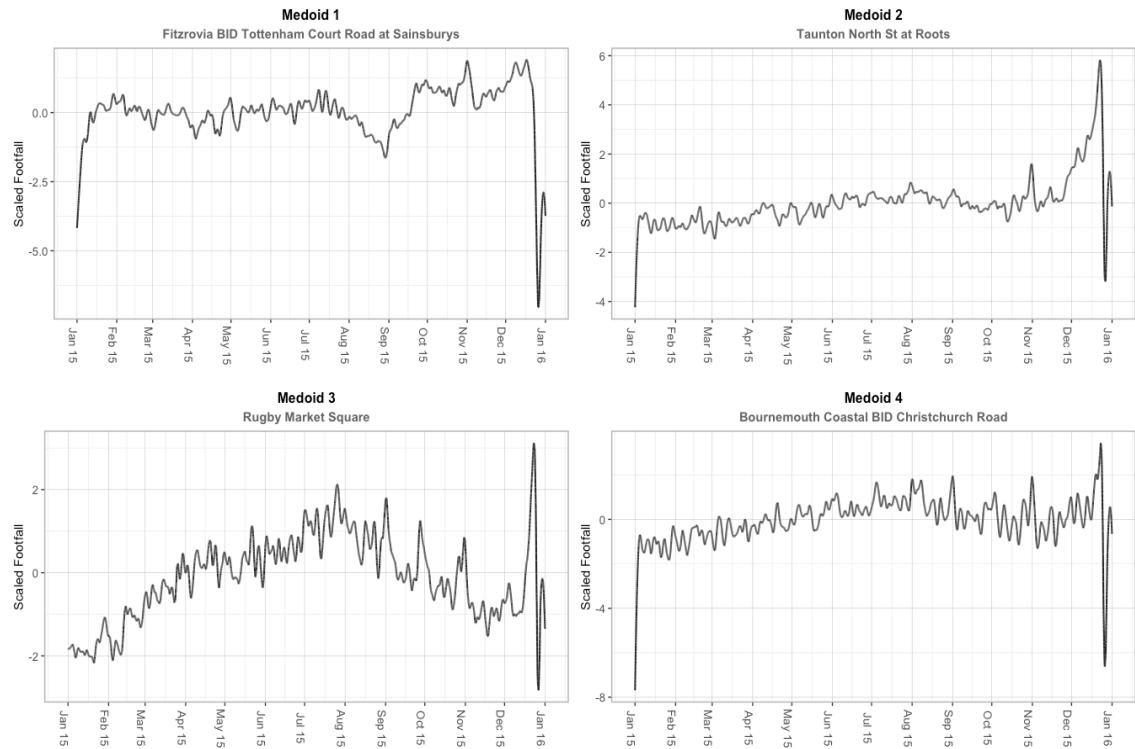 Medoid 1
Fitzrovia BID Tottenham Court Road at Sainsburys
Scaled Footfall
0.0
-2.5
-5.0
Jan 15
Feb 15
Mar 15
Apr 15
May 15
Jun 15
Jul 15
Aug 15
Sep 15
Oct 15
Nov 15
Dec 15
Jan 16
Medoid 2
Taunton North St at Roots
Scaled Footfall
6
4
2
0
-2
-4
Jan 15
Feb 15
Mar 15
Apr 15
May 15
Jun 15
Jul 15
Aug 15
Sep 15
Oct 15
Nov 15
Dec 15
Jan 16
Medoid 3
Rugby Market Square
Scaled Footfall
2
0
-2
Jan 15
Feb 15
Mar 15
Apr 15
May 15
Jun 15
Jul 15
Aug 15
Sep 15
Oct 15
Nov 15
Dec 15
Jan 16
Medoid 4
Bournemouth Coastal BID Christchurch Road
Scaled Footfall
0
-4
-8
Jan 15
Feb 15
Mar 15
Apr 15
May 15
Jun 15
Jul 15
Aug 15
Sep 15
Oct 15
Nov 15
Dec 15
Jan 16